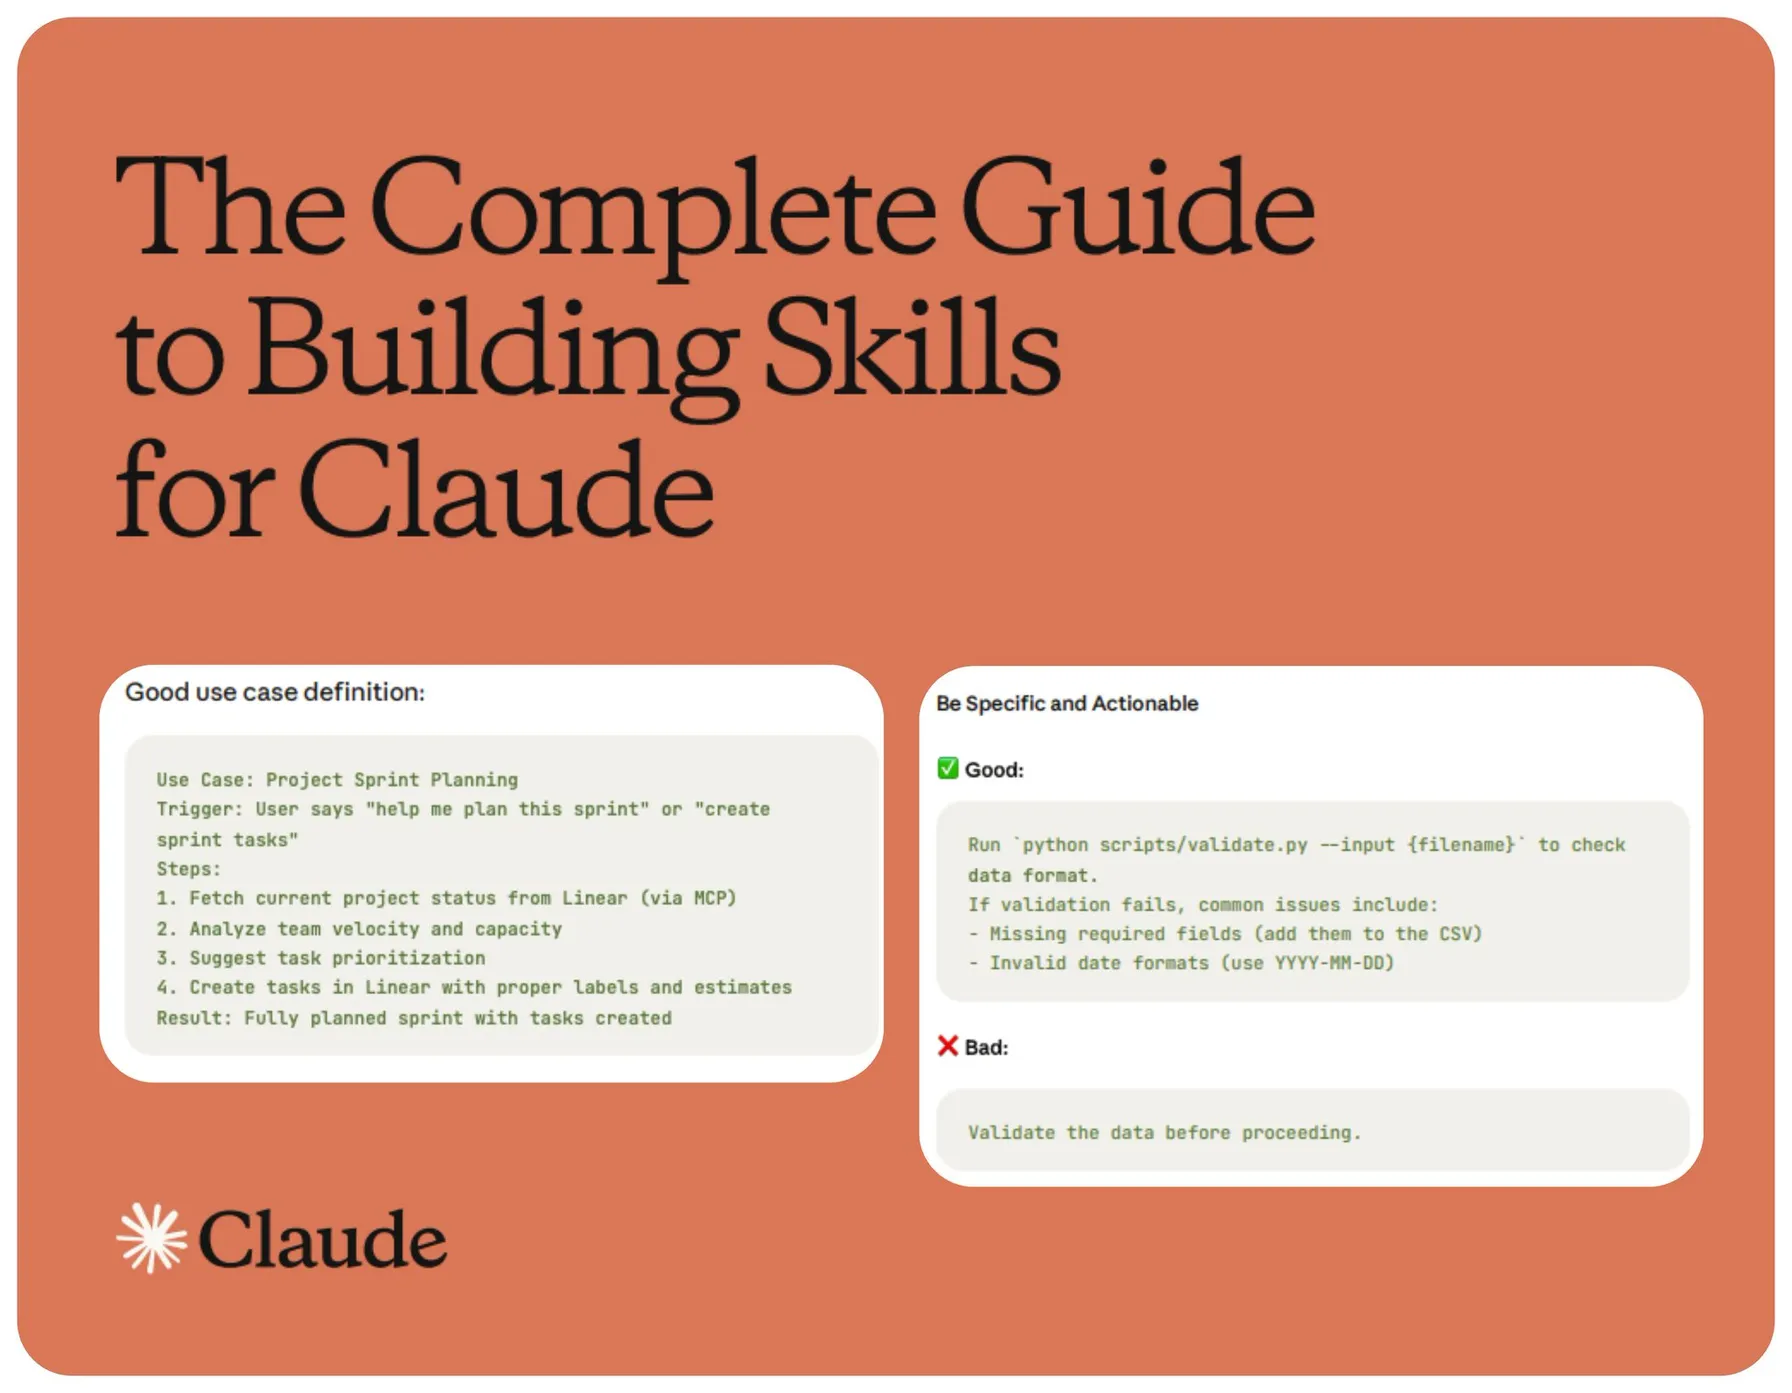 The Complete Guide
to Building Skills
for Claude
Good use case definition:
Use Case: Project Sprint Planning
Trigger: User says "help me plan this sprint" or "create
sprint tasks"
Steps:
1. Fetch current project status from Linear (via MCP)
2. Analyze team velocity and capacity
3. Suggest task prioritization
4. Create tasks in Linear with proper labels and estimates
Result: Fully planned sprint with tasks created
Be Specific and Actionable
✅ Good:
Run `python scripts/validate.py --input {filename}` to check
data format.
If validation fails, common issues include:
- Missing required fields (add them to the CSV)
- Invalid date formats (use YYYY-MM-DD)
❌ Bad:
Validate the data before proceeding.
Claude